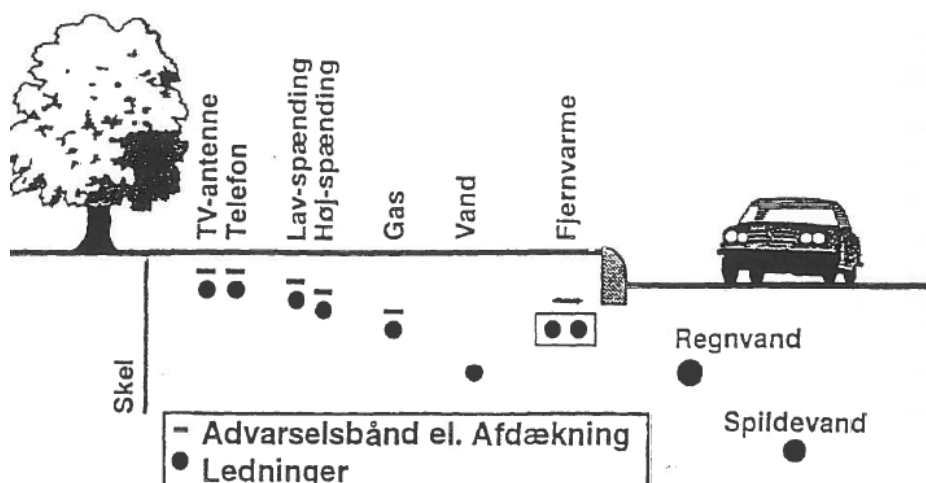 TV-antenne
Telefon
Lav-spænding
Høj-spænding
Gas
Vand
Fjernvarme
Skel
Regnvand
Spildevand
Advarselsbånd el. Afdækning
Ledninger